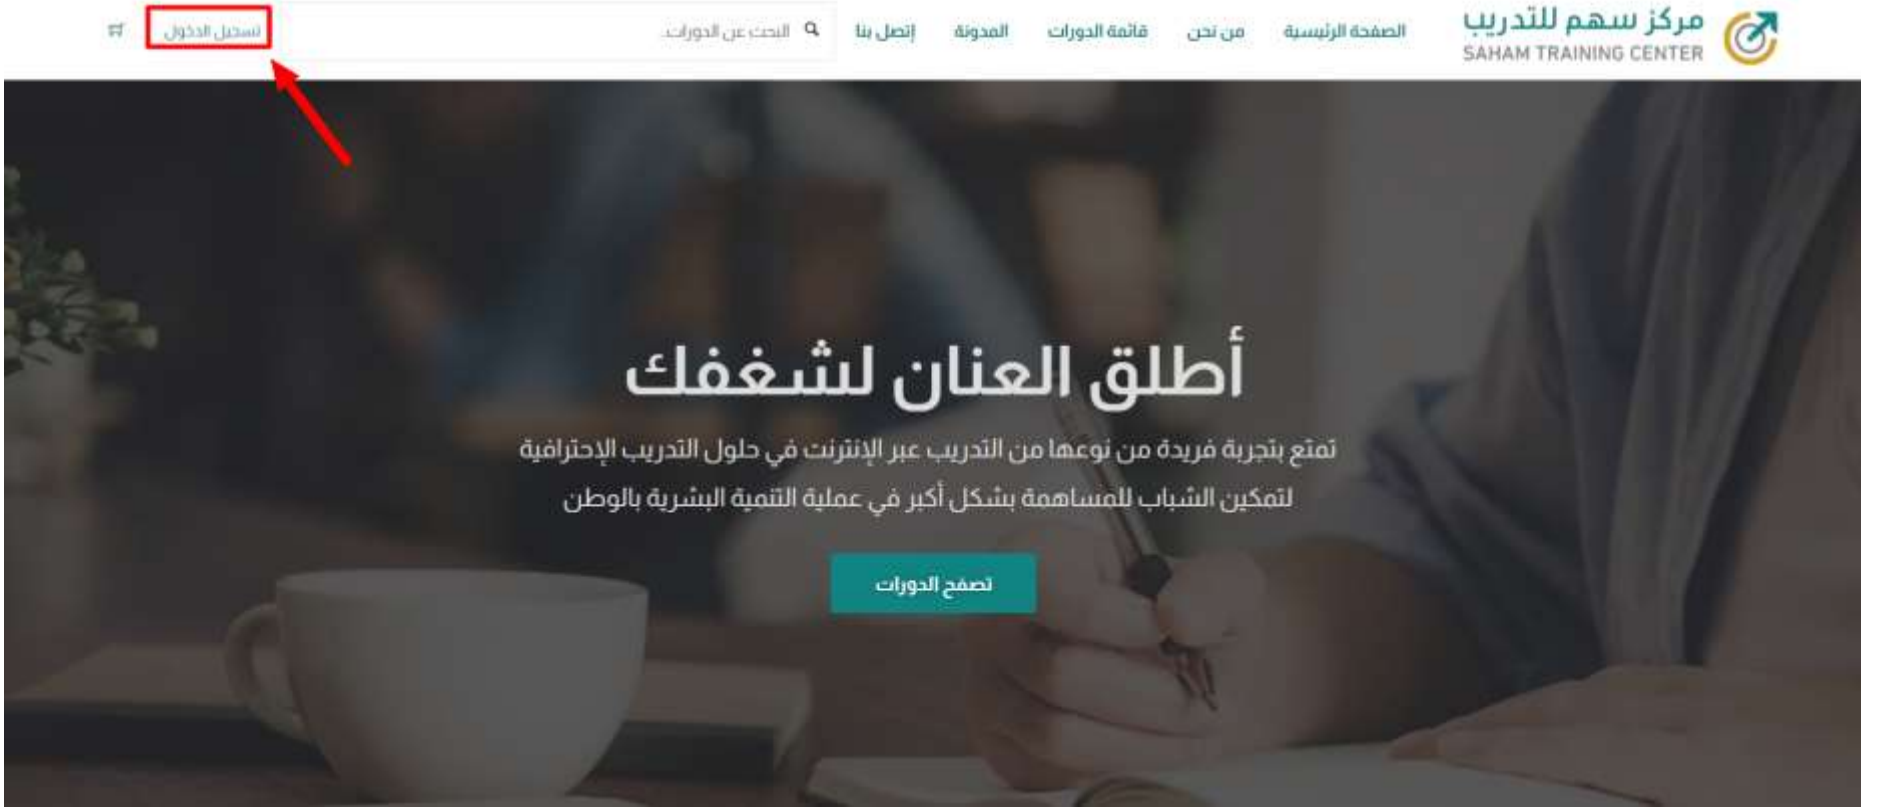 مركز سهم للتدريب
SAHAM TRAINING CENTER
الصفحة الرئيسية
من نحن
قائمة الدورات
المدونة
إتصل بنا
البحث عن الدورات..
تسجيل الدخول
أطلق العنان لشغفك
تمتع بتجربة فريدة من نوعها من التدريب عبر الإنترنت في حلول التدريب الإحترافية
لتمكين الشباب للمساهمة بشكل أكبر في عملية التنمية البشرية بالوطن
تصفح الدورات